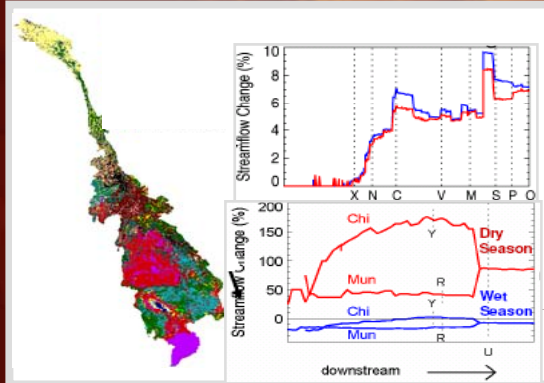 Streamflow Change (%)
10
8
6
4
2
0
X N C V M S P O
Streamflow Change (%)
200
150
100
50
0
Chi
Y
Dry
Season
Mun
R
Y
Wet
Season
Chi
Mun
R
U
downstream